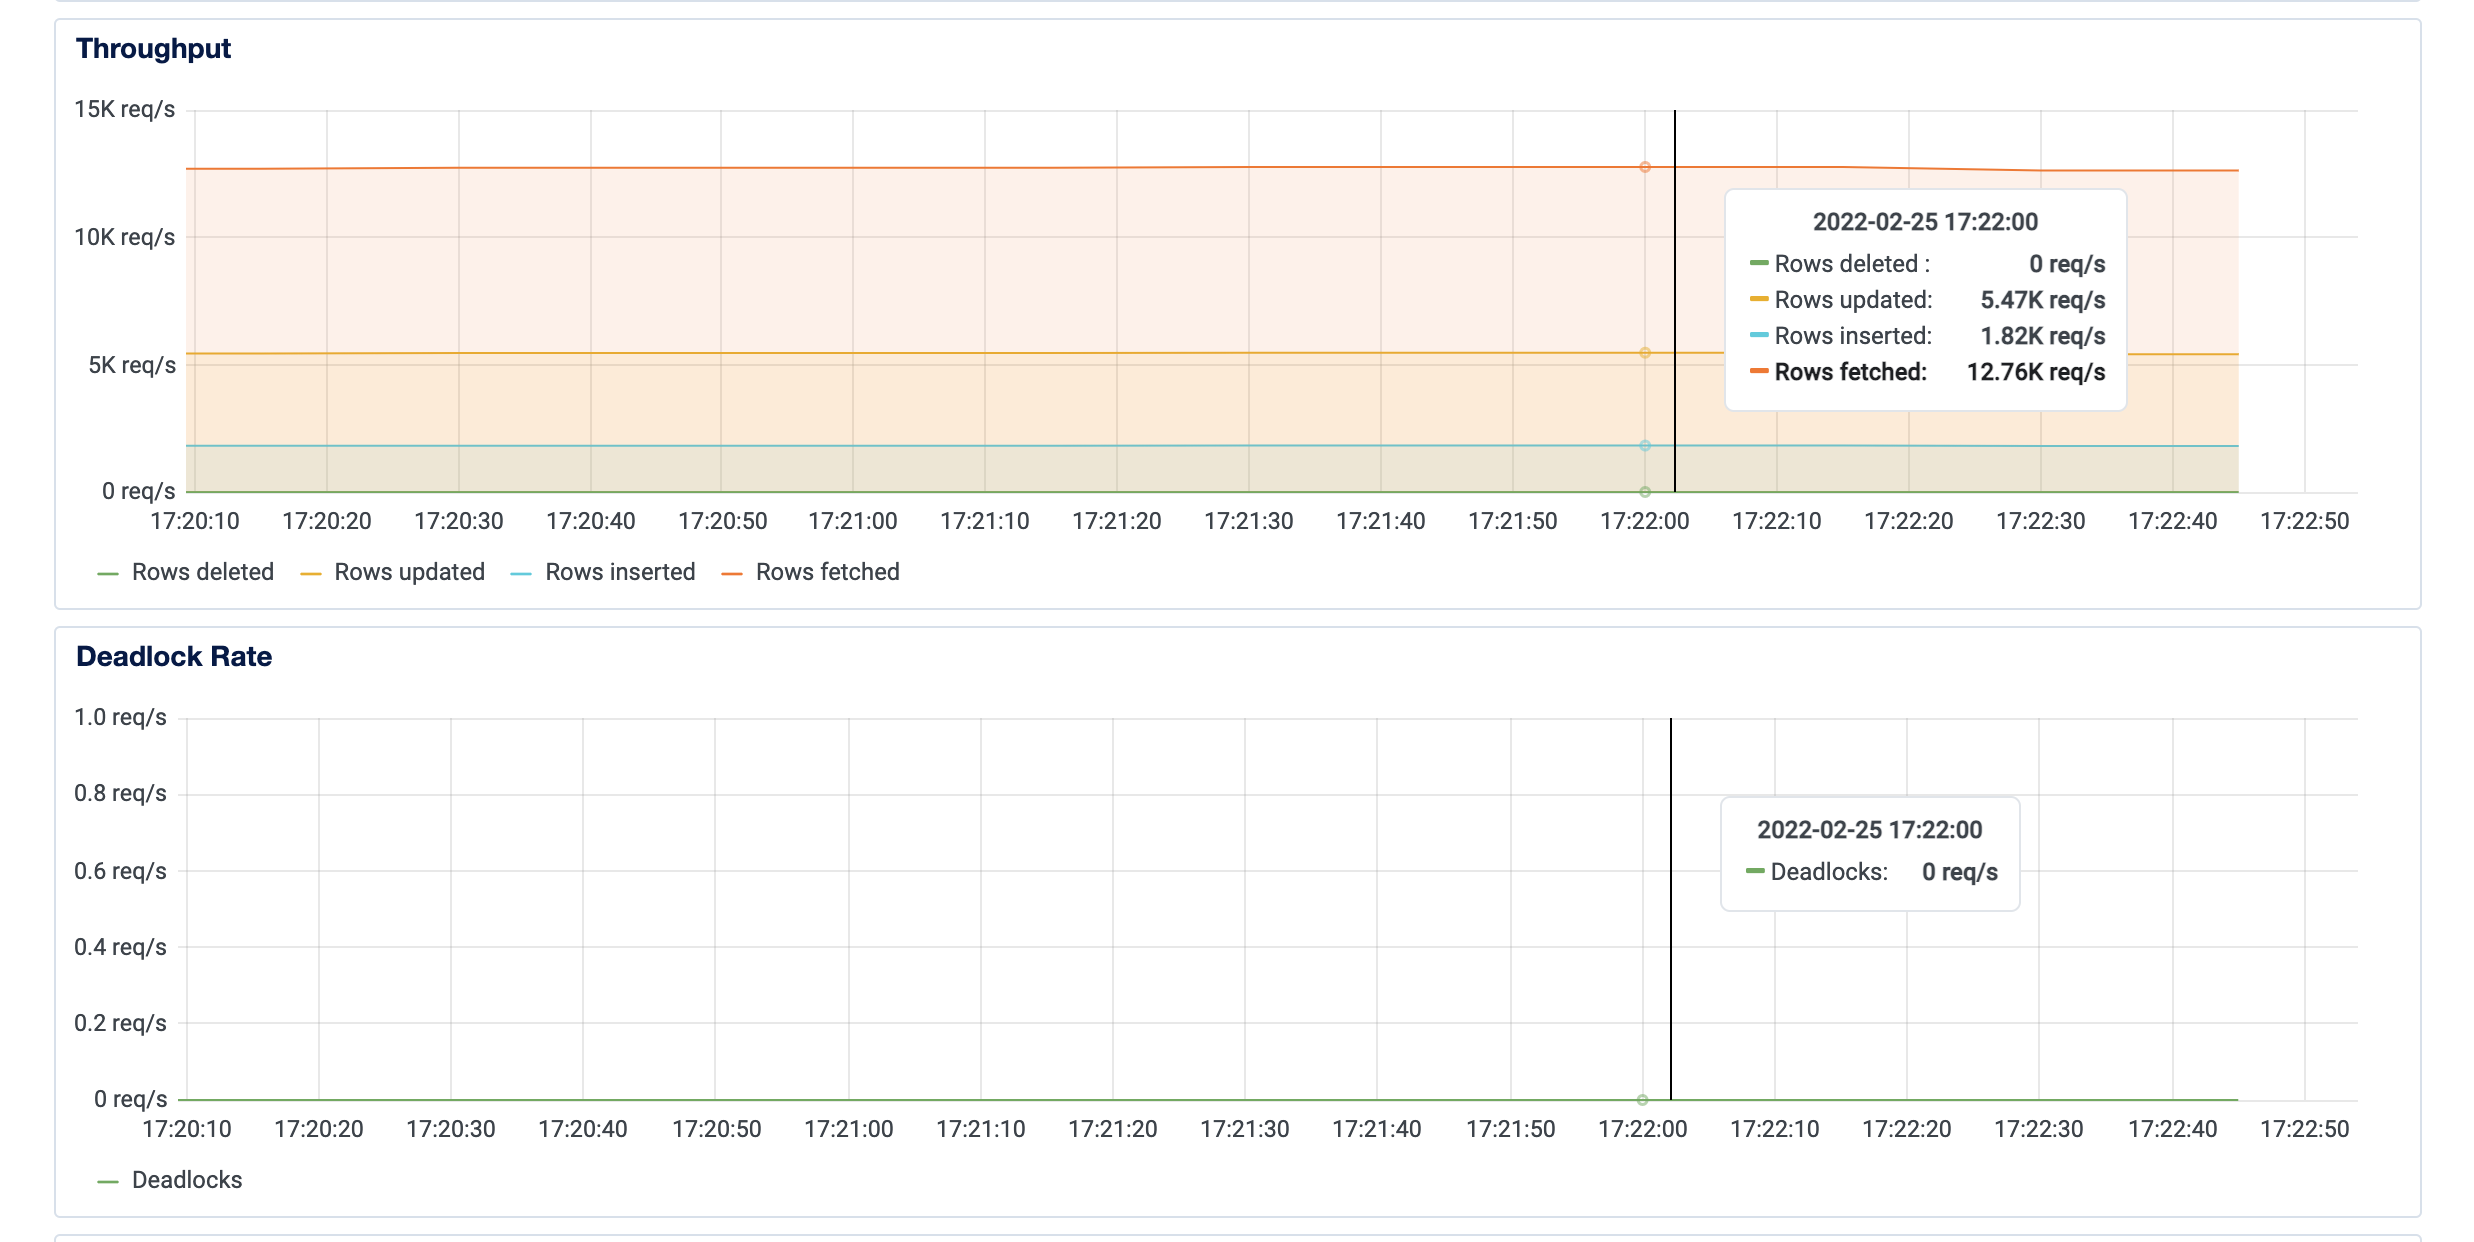 Throughput
15K req/s
10K req/s
5K req/s
0 req/s
2022-02-25 17:22:00
Rows deleted : 0 req/s
Rows updated: 5.47K req/s
Rows inserted: 1.82K req/s
Rows fetched: 12.76K req/s
17:20:10 17:20:20 17:20:30 17:20:40 17:20:50 17:21:00 17:21:10 17:21:20 17:21:30 17:21:40 17:21:50 17:22:00 17:22:10 17:22:20 17:22:30 17:22:40 17:22:50
Rows deleted Rows updated Rows inserted Rows fetched
Deadlock Rate
1.0 req/s
0.8 req/s
0.6 req/s
0.4 req/s
0.2 req/s
0 req/s
2022-02-25 17:22:00
Deadlocks: 0 req/s
17:20:10 17:20:20 17:20:30 17:20:40 17:20:50 17:21:00 17:21:10 17:21:20 17:21:30 17:21:40 17:21:50 17:22:00 17:22:10 17:22:20 17:22:30 17:22:40 17:22:50
Deadlocks